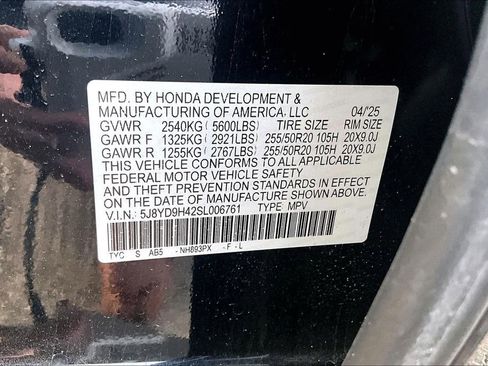 MFD. BY HONDA DEVELOPMENT &
MANUFACTURING OF AMERICA, LLC 04/25
GVWR 2540KG(5600LBS) TIRE SIZE RIM SIZE
GAWR F 1325KG(2921LBS) 255/50R20 105H 20X9.0J
GAWR R 1255KG(2767LBS) 255/50R20 105H 20X9.0J
THIS VEHICLE CONFORMS TO ALL APPLICABLE
FEDERAL MOTOR VEHICLE SAFETY
AND THEFT PREVENTION STANDARDS IN EFFECT ON
THE DATE OF MANUFACTURE SHOWN ABOVE.
V.I.N: 5J8YD9H42SL006761 TYPE: MPV
TYC S AB5 - NH893PX - F - L